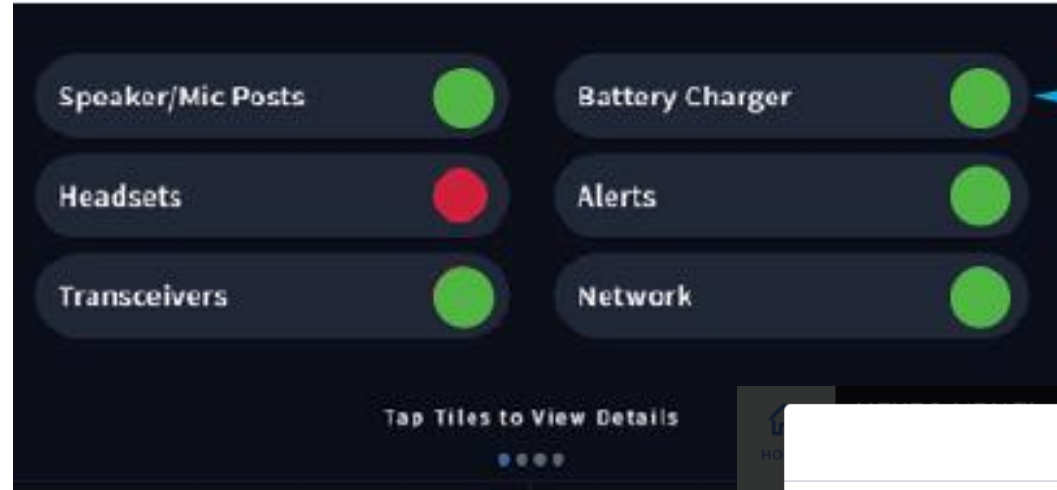 Speaker/Mic Posts
Battery Charger
Headsets
Alerts
Transceivers
Network
Tap Tiles to View Details